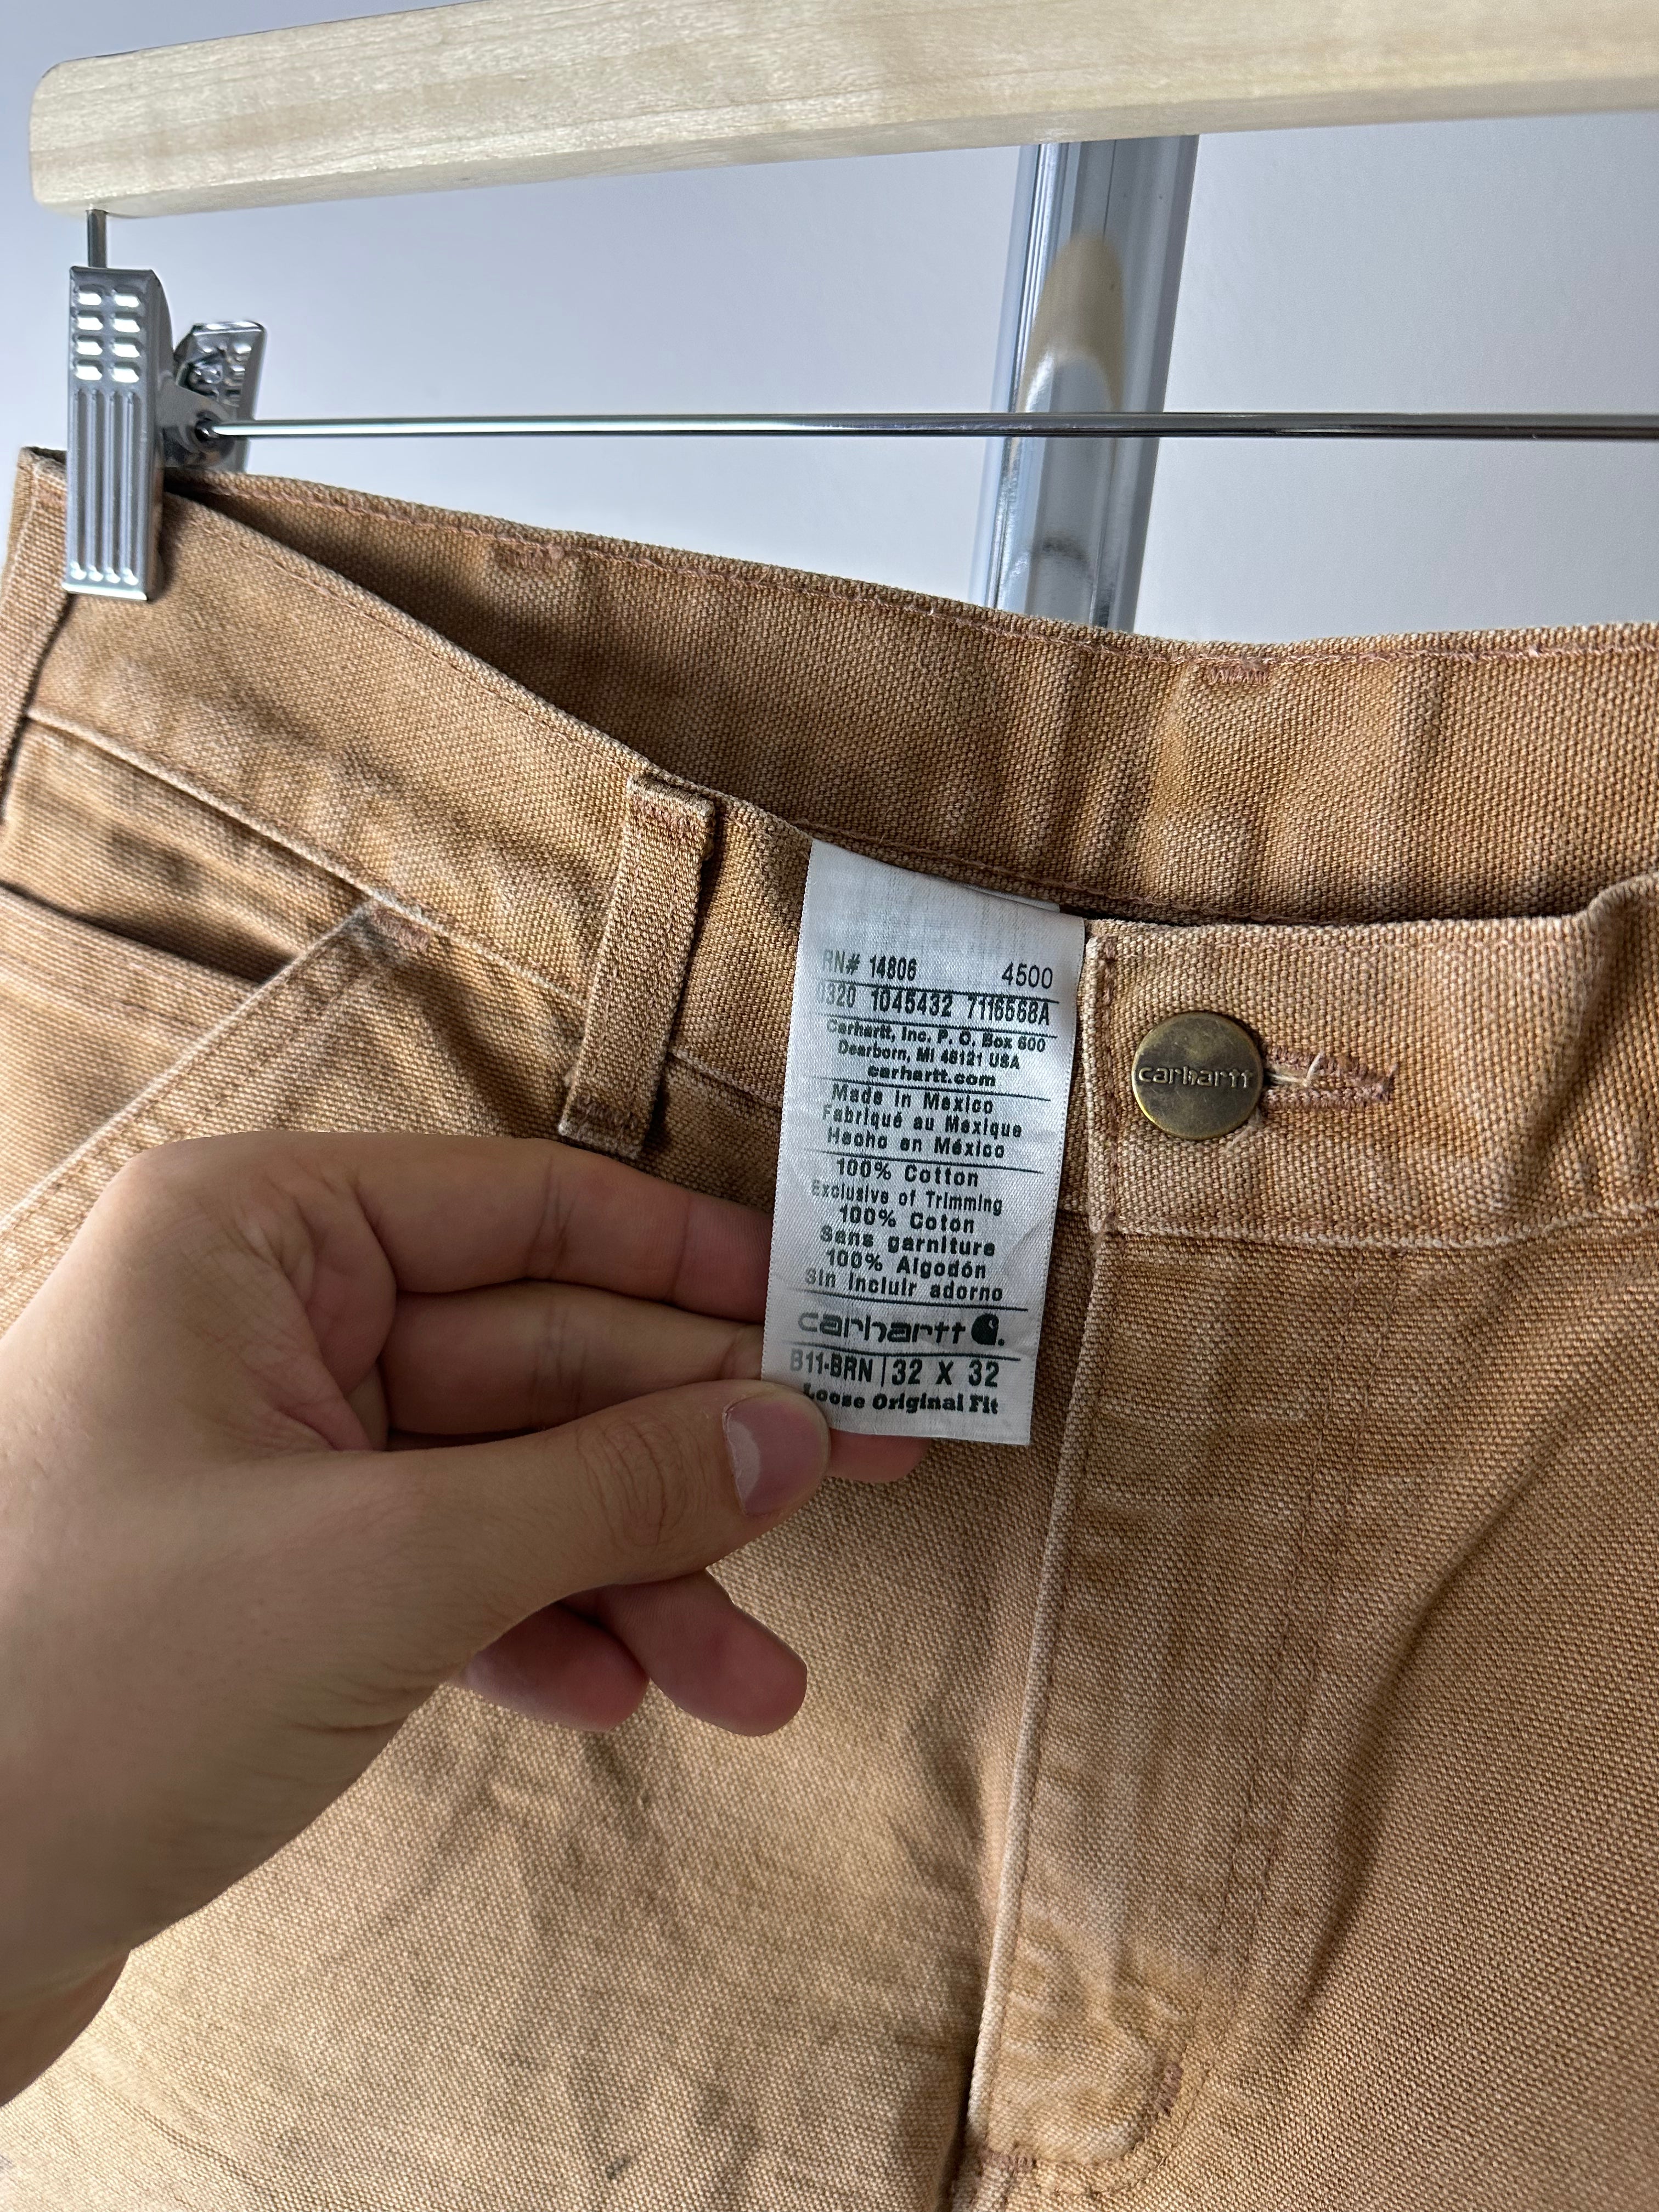 RN# 14806 4500
0320 1045432 7116568A
Carhartt, Inc. P. O. Box 600
Dearborn, MI 48121 USA
carhartt.com
Made in Mexico
Fabriqué au Mexique
Hecho en México
100% Cotton
Exclusive of Trimming
100% Coton
Sans garniture
100% Algodón
Sin Incluir adorno
carhartt
B11-BRN | 32 X 32
Loose Original Fit
carhartt